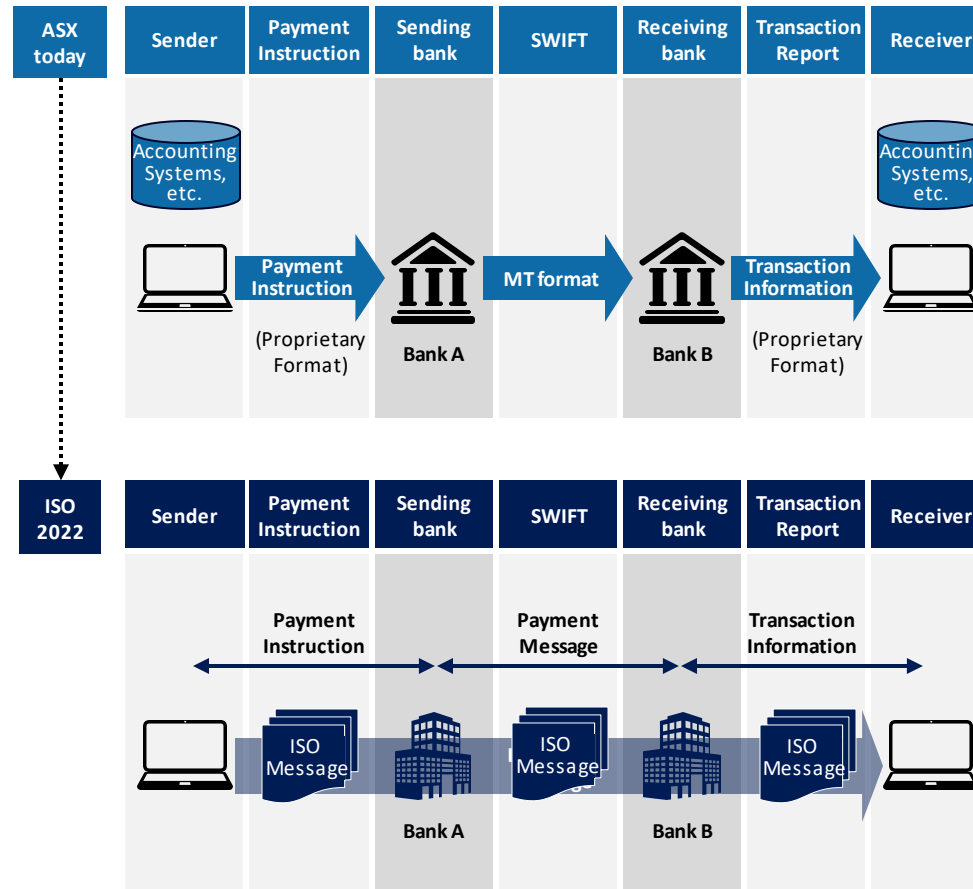 ASX
today
Sender
Payment
Instruction
Sending
bank
SWIFT
Receiving
bank
Transaction
Report
Receiver
Accounting
Systems,
etc.
Accountin
Systems,
etc.
Payment
Instruction
MT format
Transaction
Information
(Proprietary
Format)
Bank A
Bank B
(Proprietary
Format)
ISO
2022
Sender
Payment
Instruction
Sending
bank
SWIFT
Receiving
bank
Transaction
Report
Receiver
Payment
Instruction
Payment
Message
Transaction
Information
ISO
Message
ISO
Message
ISO
Message
Bank A
Bank B